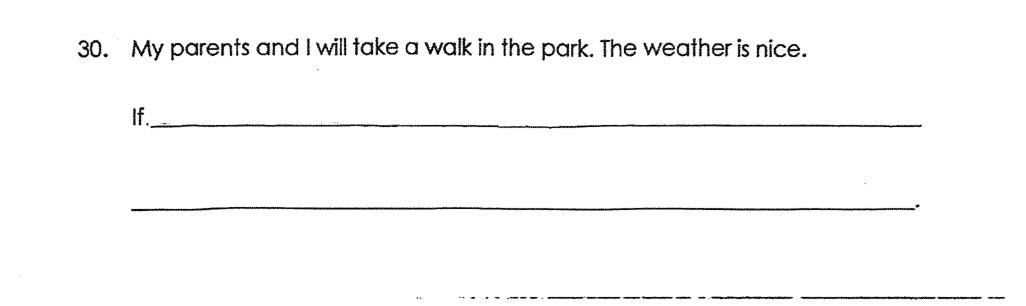 30. My parents and I will take a walk in the park. The weather is nice.
If
.